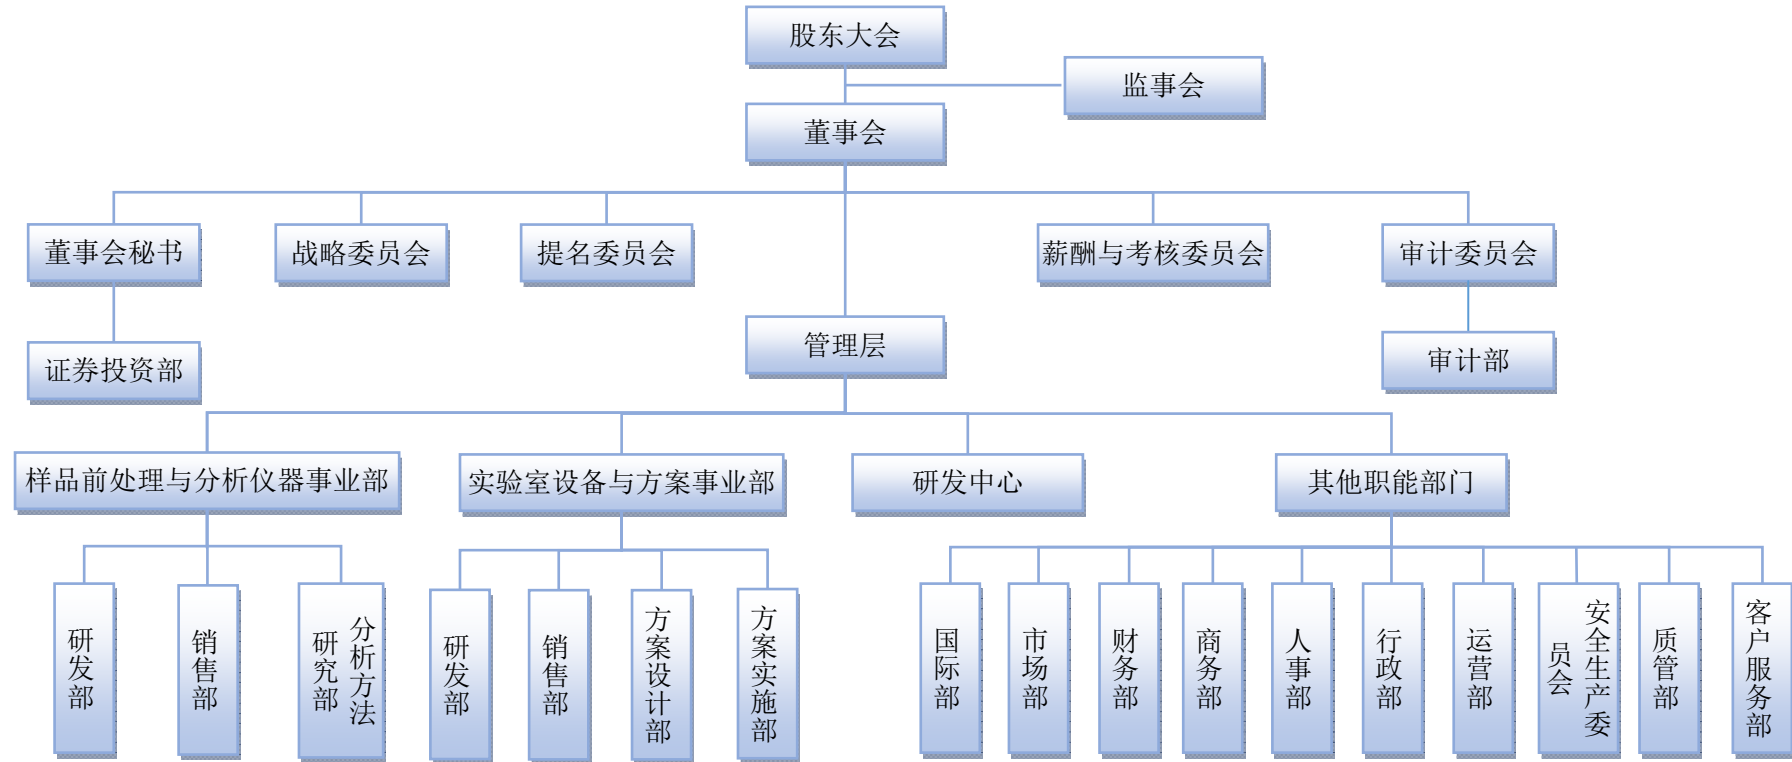 股东大会
监事会
董事会
董事会秘书
战略委员会
提名委员会
薪酬与考核委员会
审计委员会
证券投资部
管理层
审计部
样品前处理与分析仪器事业部
实验室设备与方案事业部
研发中心
其他职能部门
研发部
销售部
分析方法
研究部
研发部
销售部
方案设计部
方案实施部
国际部
市场部
财务部
商务部
人事部
行政部
运营部
安全生产委
员会
质管部
客户服务部